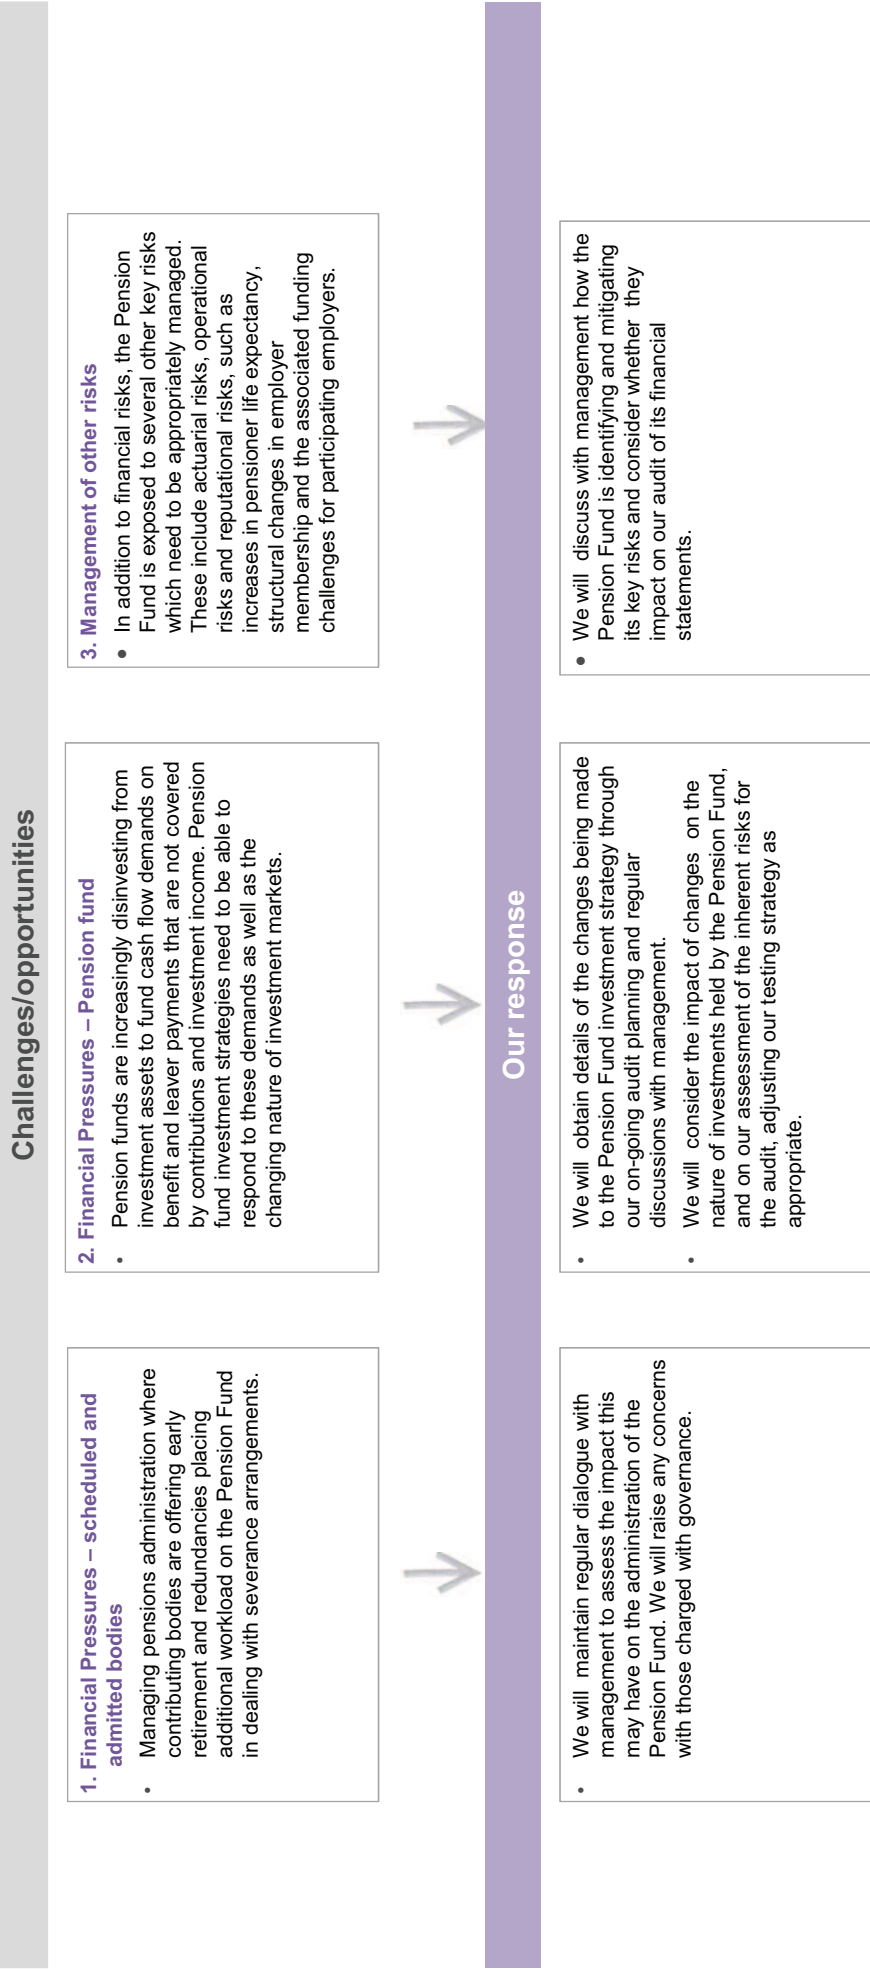 Challenges/opportunities
1. Financial Pressures – scheduled and
admitted bodies
• Managing pensions administration where
contributing bodies are offering early
retirement and redundancies placing
additional workload on the Pension Fund
in dealing with severance arrangements.
2. Financial Pressures – Pension fund
• Pension funds are increasingly disinvesting from
investment assets to fund cash flow demands on
benefit and leaver payments that are not covered
by contributions and investment income. Pension
fund investment strategies need to be able to
respond to these demands as well as the
changing nature of investment markets.
3. Management of other risks
• In addition to financial risks, the Pension
Fund is exposed to several other key risks
which need to be appropriately managed.
These include actuarial risks, operational
risks and reputational risks, such as
increases in pensioner life expectancy,
structural changes in employer
membership and the associated funding
challenges for participating employers.
Our response
• We will maintain regular dialogue with
management to assess the impact this
may have on the administration of the
Pension Fund. We will raise any concerns
with those charged with governance.
• We will obtain details of the changes being made
to the Pension Fund investment strategy through
our on-going audit planning and regular
discussions with management.
• We will consider the impact of changes on the
nature of investments held by the Pension Fund,
and on our assessment of the inherent risks for
the audit, adjusting our testing strategy as
appropriate.
• We will discuss with management how the
Pension Fund is identifying and mitigating
its key risks and consider whether they
impact on our audit of its financial
statements.